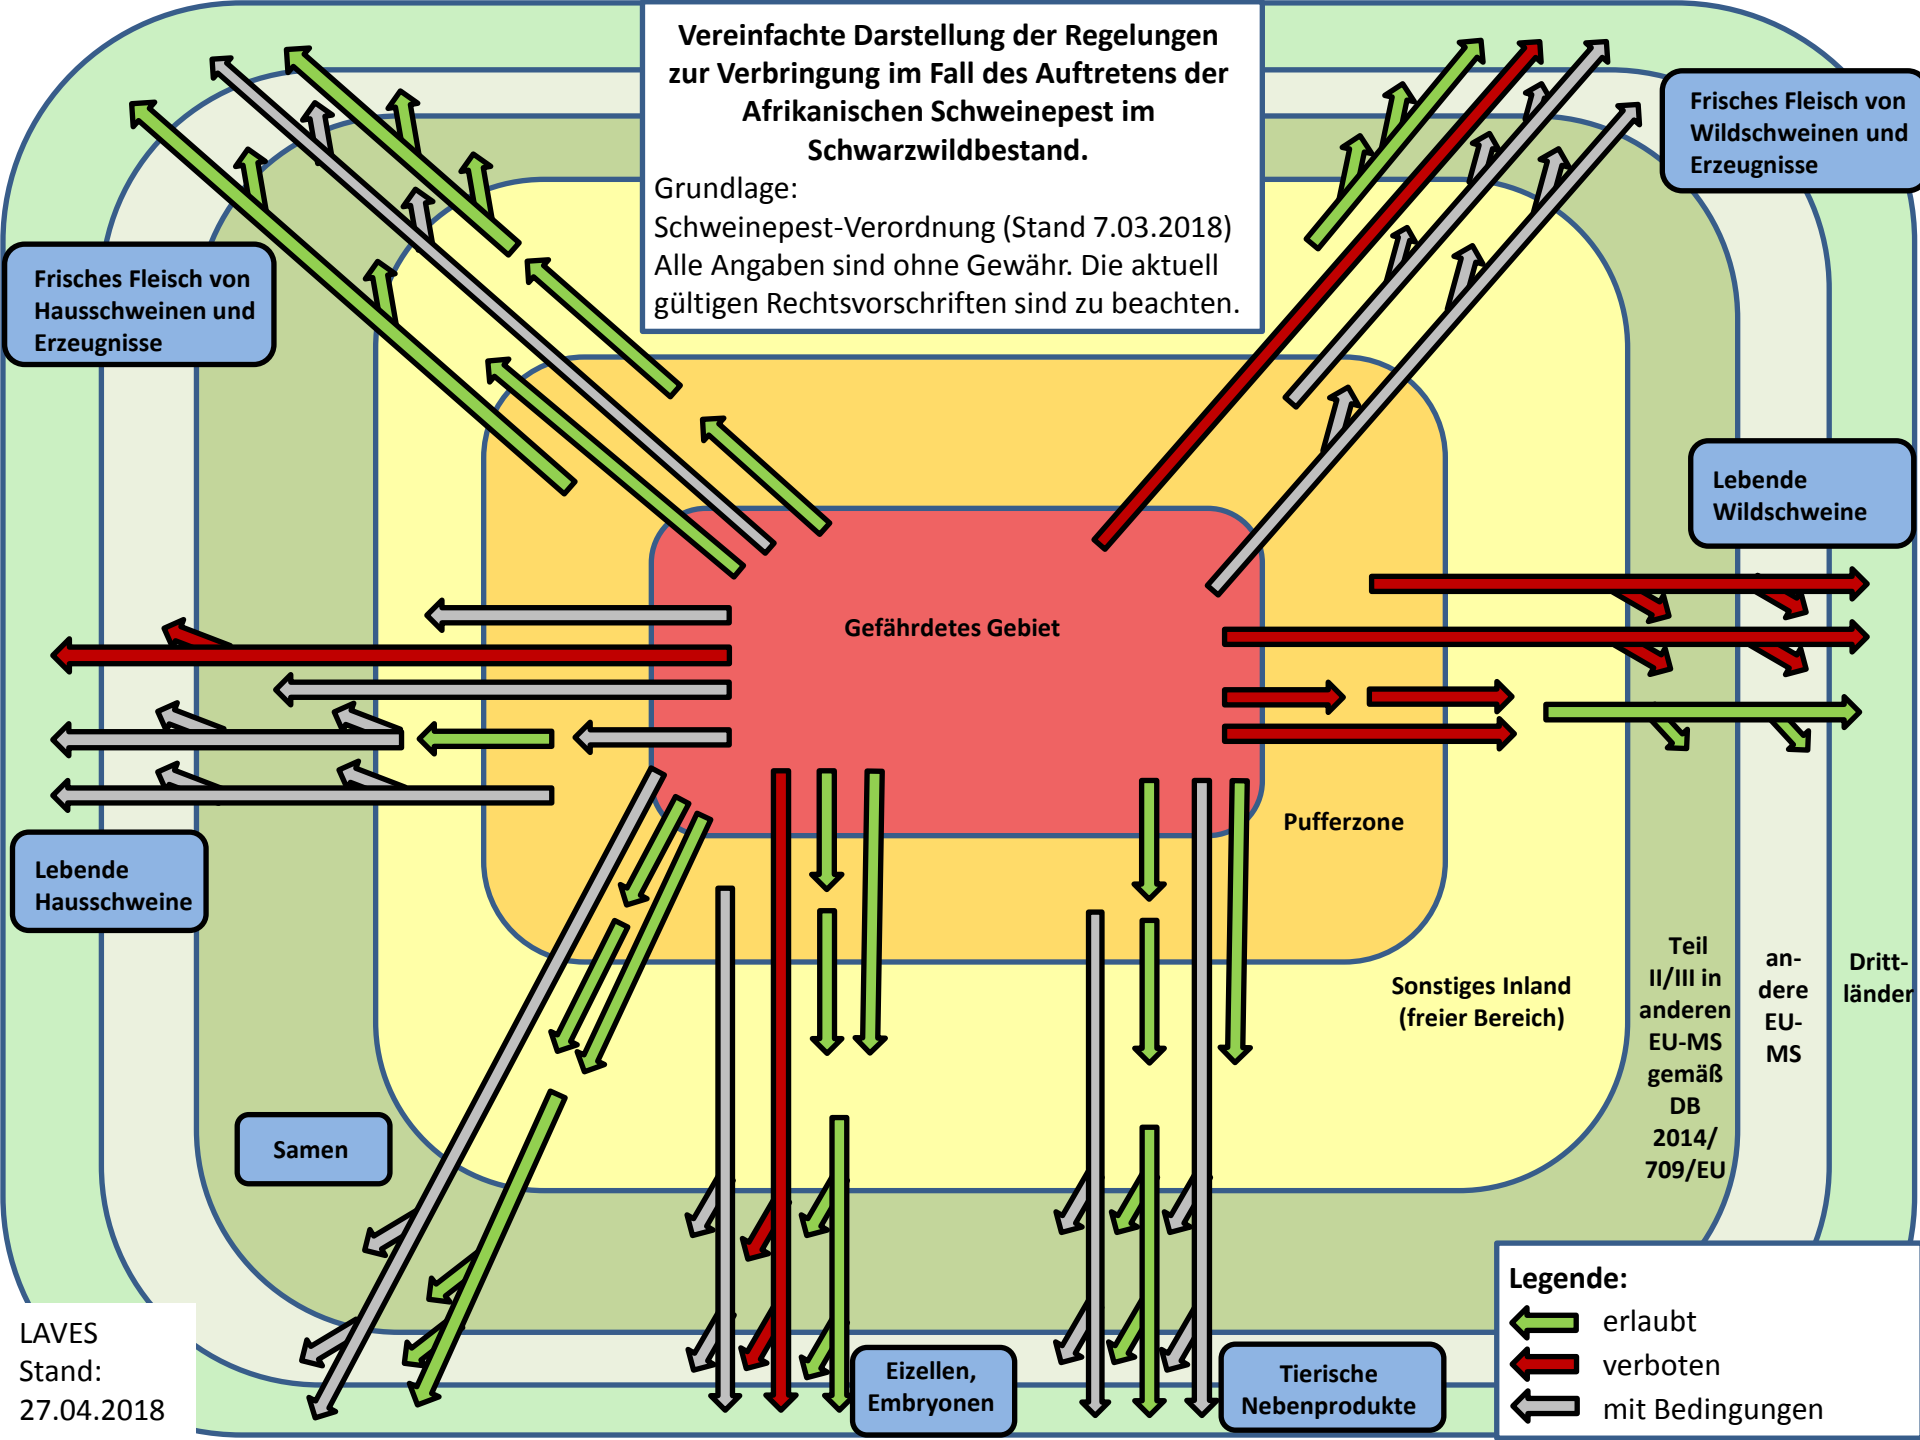 Vereinfachte Darstellung der Regelungen
zur Verbringung im Fall des Auftretens der
Afrikanischen Schweinepest im
Schwarzwildbestand.
Grundlage:
Schweinepest-Verordnung (Stand 7.03.2018)
Alle Angaben sind ohne Gewähr. Die aktuell
gültigen Rechtsvorschriften sind zu beachten.
Frisches Fleisch von
Wildschweinen und
Erzeugnisse
Frisches Fleisch von
Hausschweinen und
Erzeugnisse
Lebende
Wildschweine
Gefährdetes Gebiet
Pufferzone
Lebende
Hausschweine
Sonstiges Inland
(freier Bereich)
Teil
II/III in
anderen
EU-MS
gemäß
DB
2014/
709/EU
an-
dere
EU-
MS
Dritt-
länder
Samen
Eizellen,
Embryonen
Tierische
Nebenprodukte
LAVES
Stand:
27.04.2018
Legende:
erlaubt
verboten
mit Bedingungen